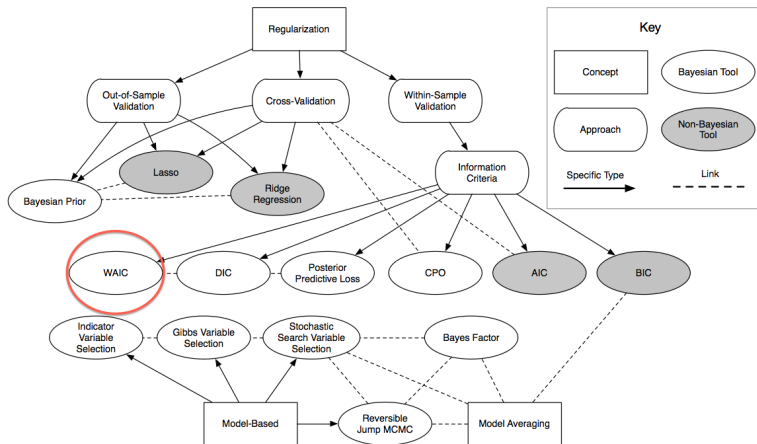 Regularization
Key
Concept
Bayesian Tool
Out-of-Sample
Validation
Cross-Validation
Within-Sample
Validation
Approach
Non-Bayesian
Tool
Lasso
Information
Criteria
Specific Type
Link
Ridge
Regression
Bayesian Prior
WAIC
DIC
Posterior
Predictive Loss
CPO
AIC
BIC
Indicator
Variable
Selection
Gibbs Variable
Selection
Stochastic
Search Variable
Selection
Bayes Factor
Model-Based
Reversible
Jump MCMC
Model Averaging